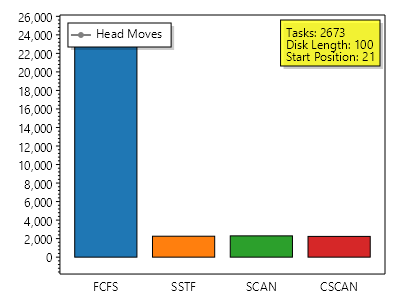 26,000
24,000
22,000
20,000
18,000
16,000
14,000
12,000
10,000
8,000
6,000
4,000
2,000
0
Head Moves
Tasks: 2673
Disk Length: 100
Start Position: 21
FCFS SSTF SCAN CSCAN